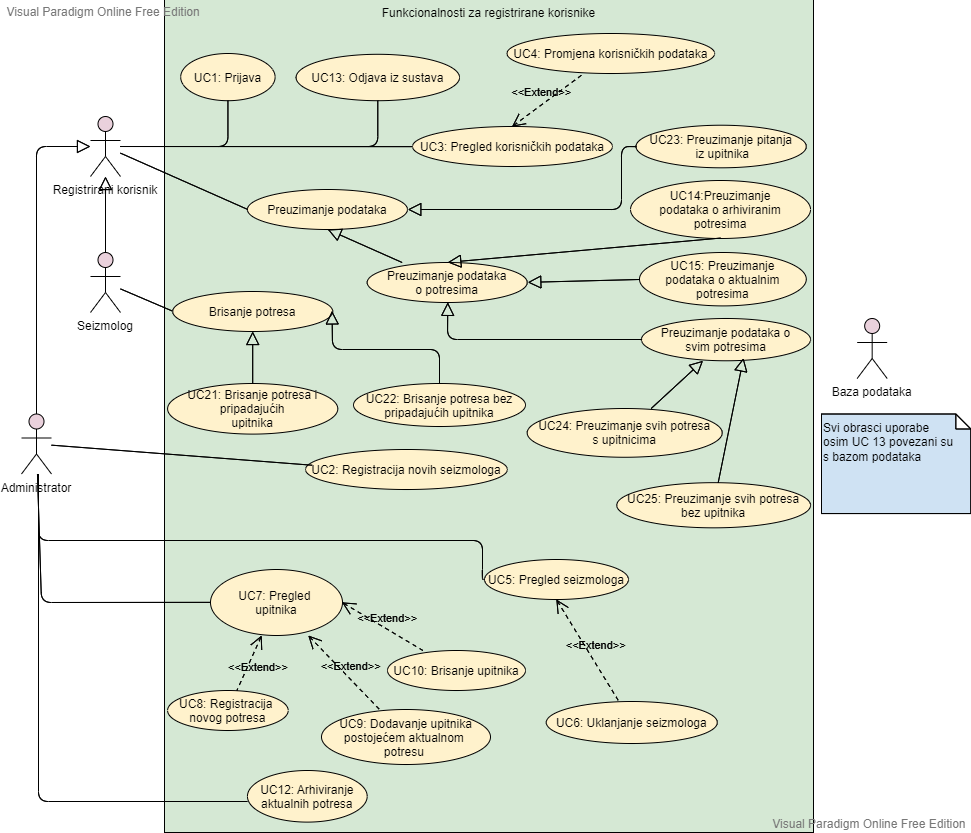 Visual Paradigm Online Free Edition
Funkcionalnosti za registrirane korisnike
UC4: Promjena korisničkih podataka
UC1: Prijava
UC13: Odjava iz sustava
<<Extend>>
UC3: Pregled korisničkih podataka
UC23: Preuzimanje pitanja
iz upitnika
Registrirani korisnik
Preuzimanje podataka
UC14:Preuzimanje
podataka o arhiviranim
potresima
Preuzimanje podataka
o potresima
UC15: Preuzimanje
podataka o aktualnim
potresima
Seizmolog
Brisanje potresa
Preuzimanje podataka o
svim potresima
Baza podataka
UC21: Brisanje potresa i
pripadajućih
upitnika
UC22: Brisanje potresa bez
pripadajućih upitnika
UC24: Preuzimanje svih potresa
s upitnicima
Svi obrasci uporabe
osim UC 13 povezani su
s bazom podataka
UC2: Registracija novih seizmologa
Administrator
UC25: Preuzimanje svih potresa
bez upitnika
UC5: Pregled seizmologa
UC7: Pregled
upitnika
<<Extend>>
<<Extend>>
<<Extend>>
<<Extend>>
UC10: Brisanje upitnika
UC8: Registracija
novog potresa
UC9: Dodavanje upitnika
postojećem aktualnom
potresu
UC6: Uklanjanje seizmologa
UC12: Arhiviranje
aktualnih potresa
Visual Paradigm Online Free Edition